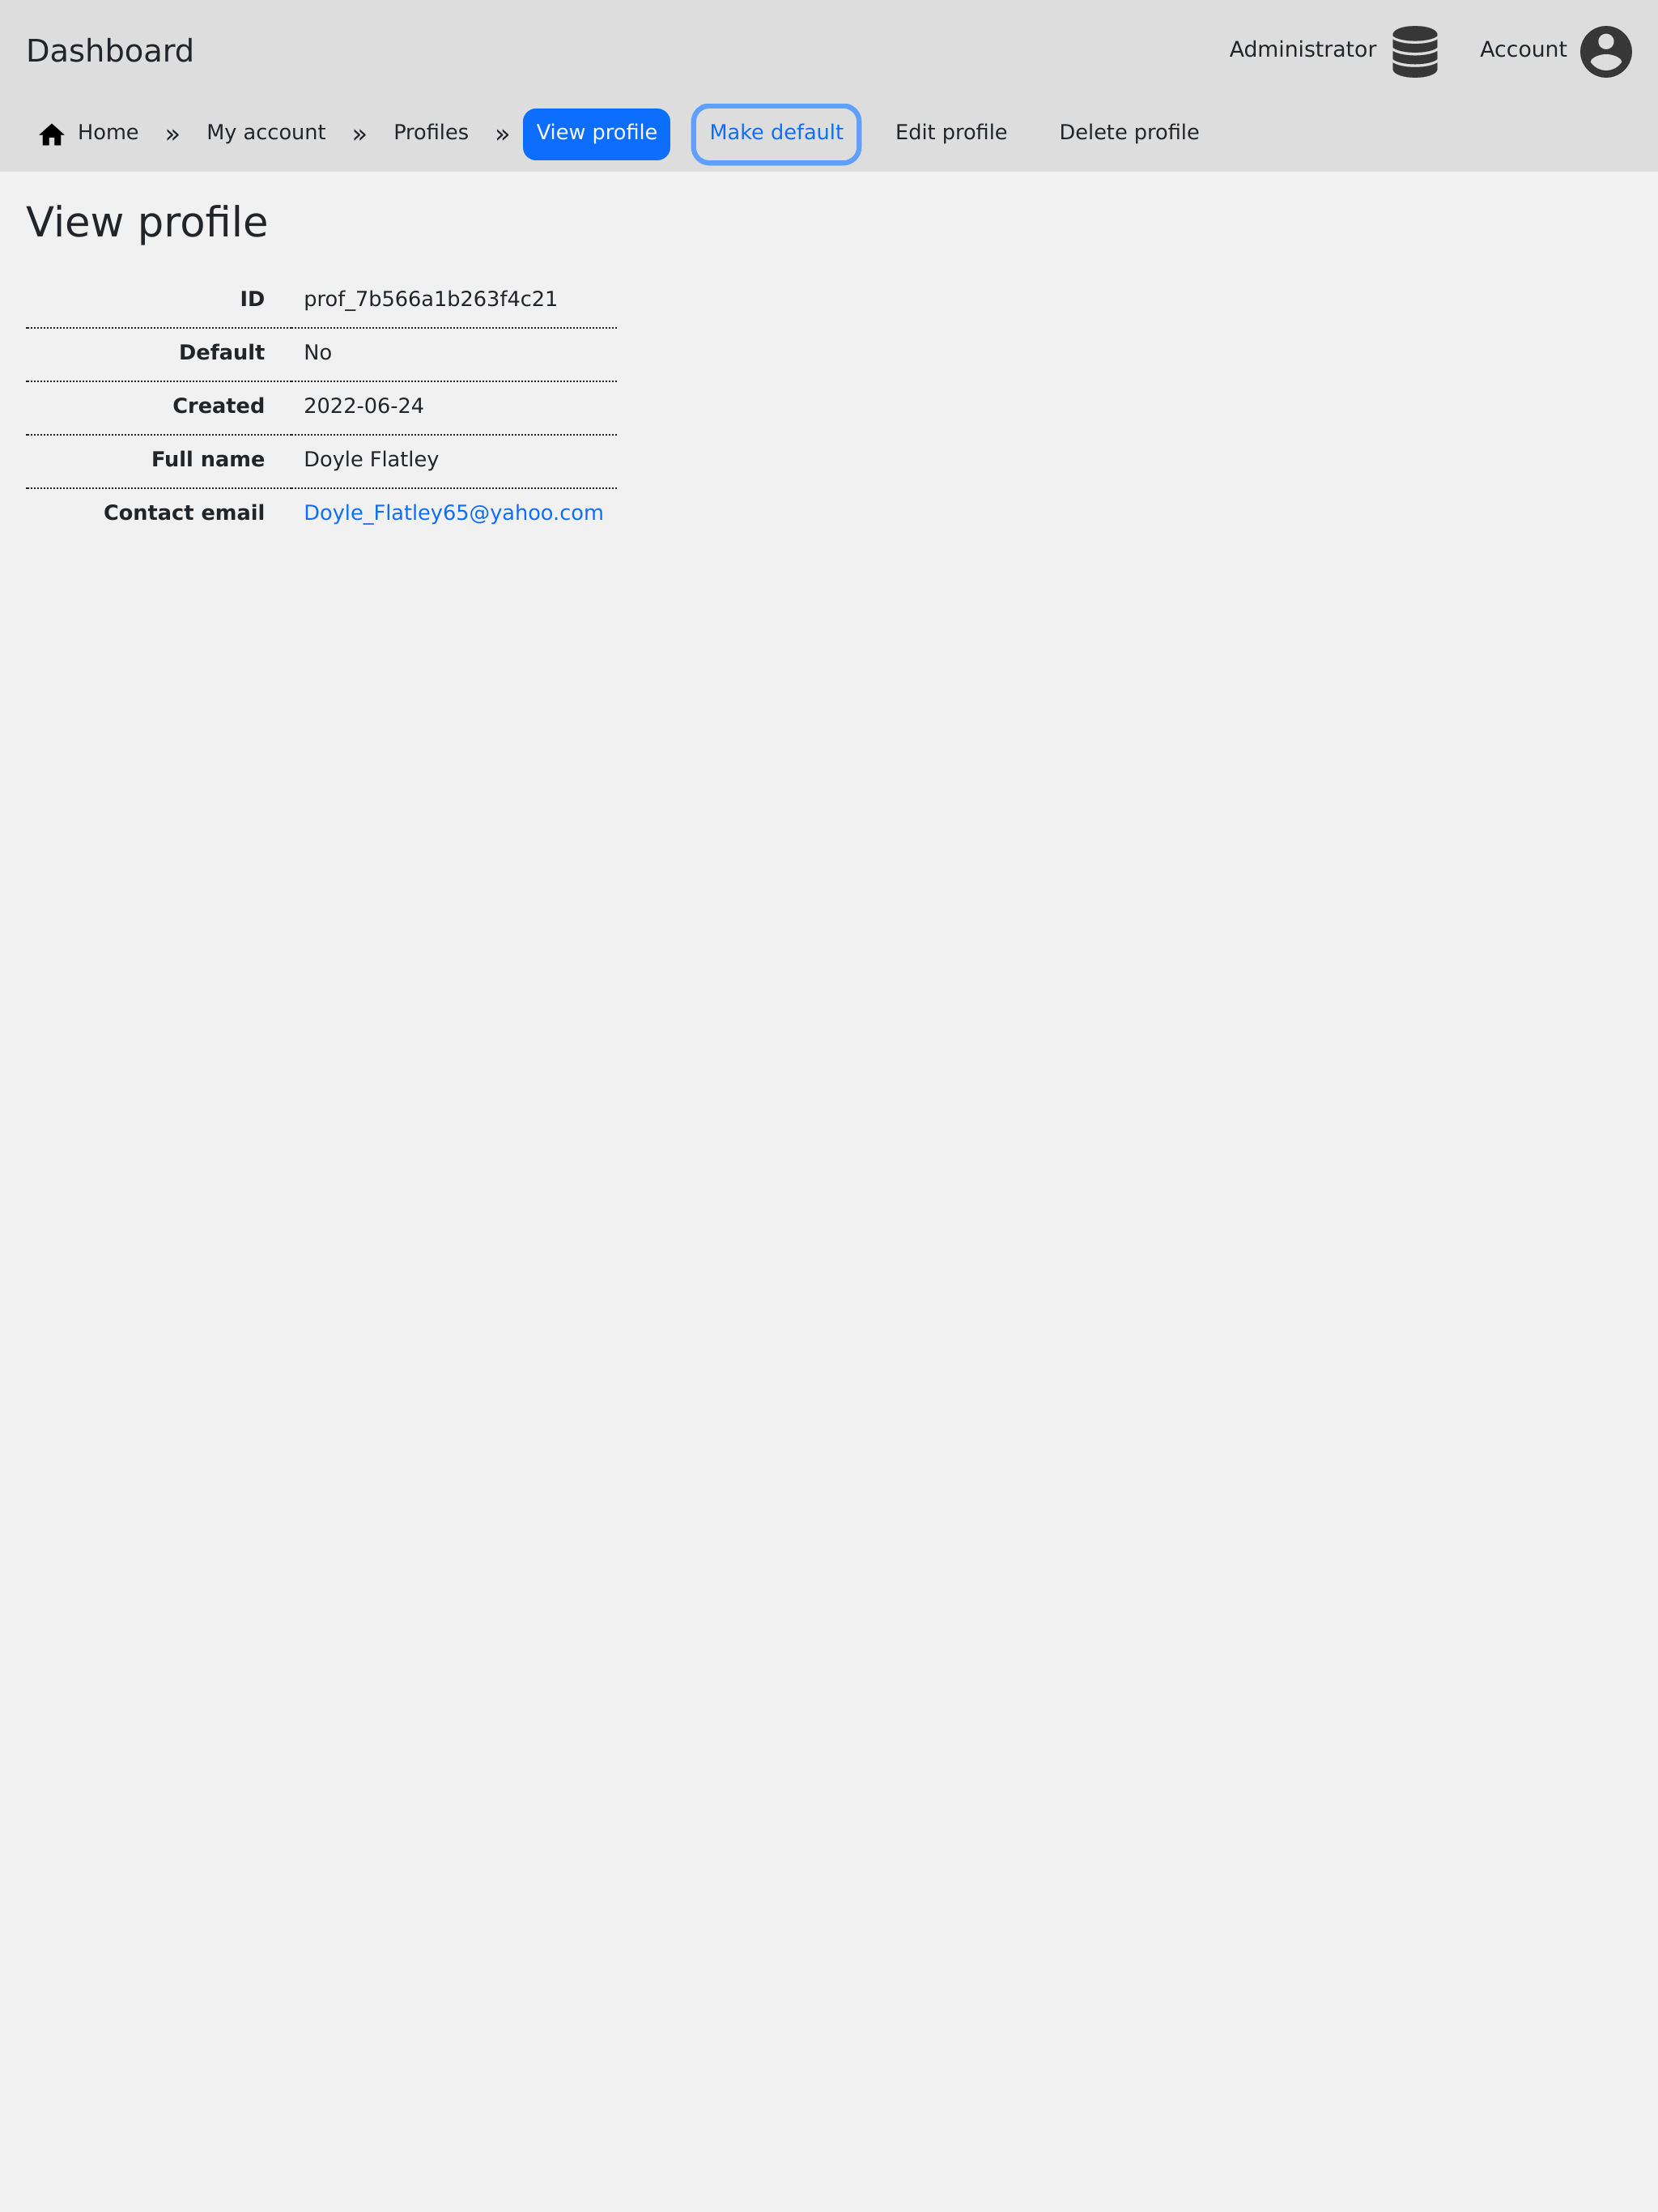 Dashboard
Administrator
Account
Home » My account » Profiles » View profile Make default Edit profile Delete profile
View profile
ID prof_7b566a1b263f4c21
Default No
Created 2022-06-24
Full name Doyle Flatley
Contact email Doyle_Flatley65@yahoo.com